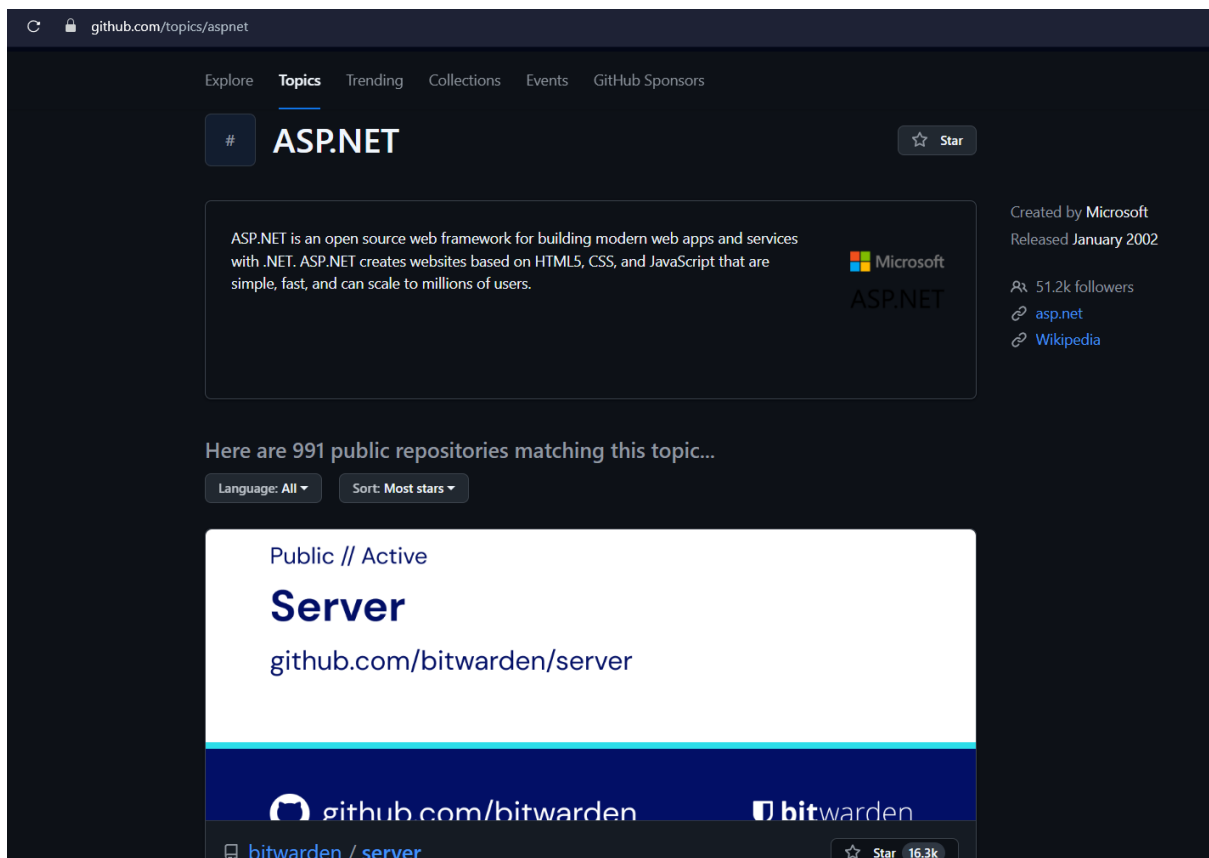 github.com/topics/aspnet
Explore Topics Trending Collections Events GitHub Sponsors
# ASP.NET
Star
ASP.NET is an open source web framework for building modern web apps and services
with .NET. ASP.NET creates websites based on HTML5, CSS, and JavaScript that are
simple, fast, and can scale to millions of users.
Microsoft
ASP.NET
Created by Microsoft
Released January 2002
51.2k followers
asp.net
Wikipedia
Here are 991 public repositories matching this topic...
Language: All
Sort: Most stars
Public // Active
Server
github.com/bitwarden/server
github.com/bitwarden
bitwarden
bitwarden / server
Star 16.3k